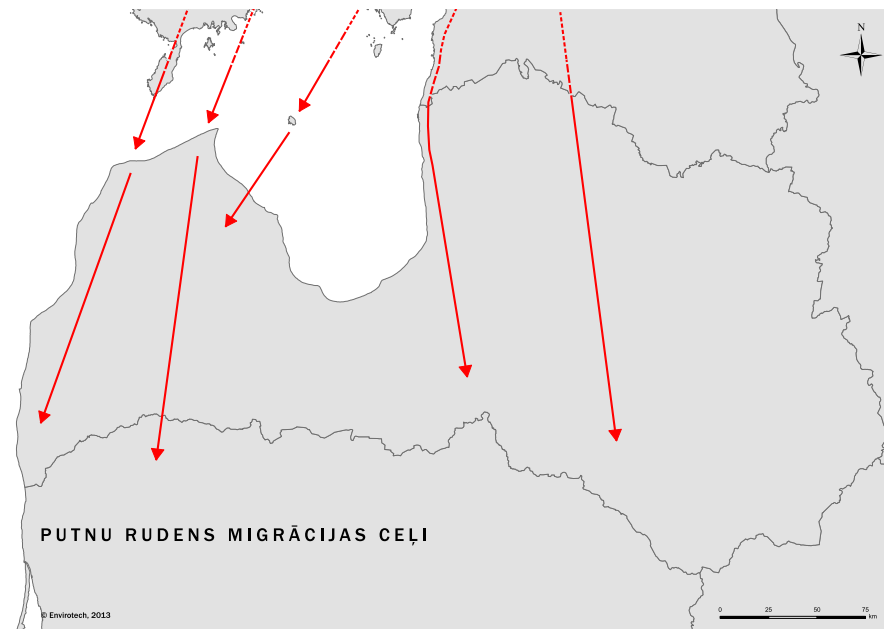 N
PUTNU RUDENS MIGRĀCIJAS CEĻI
© Envirotech, 2013
0 25 50 75
km